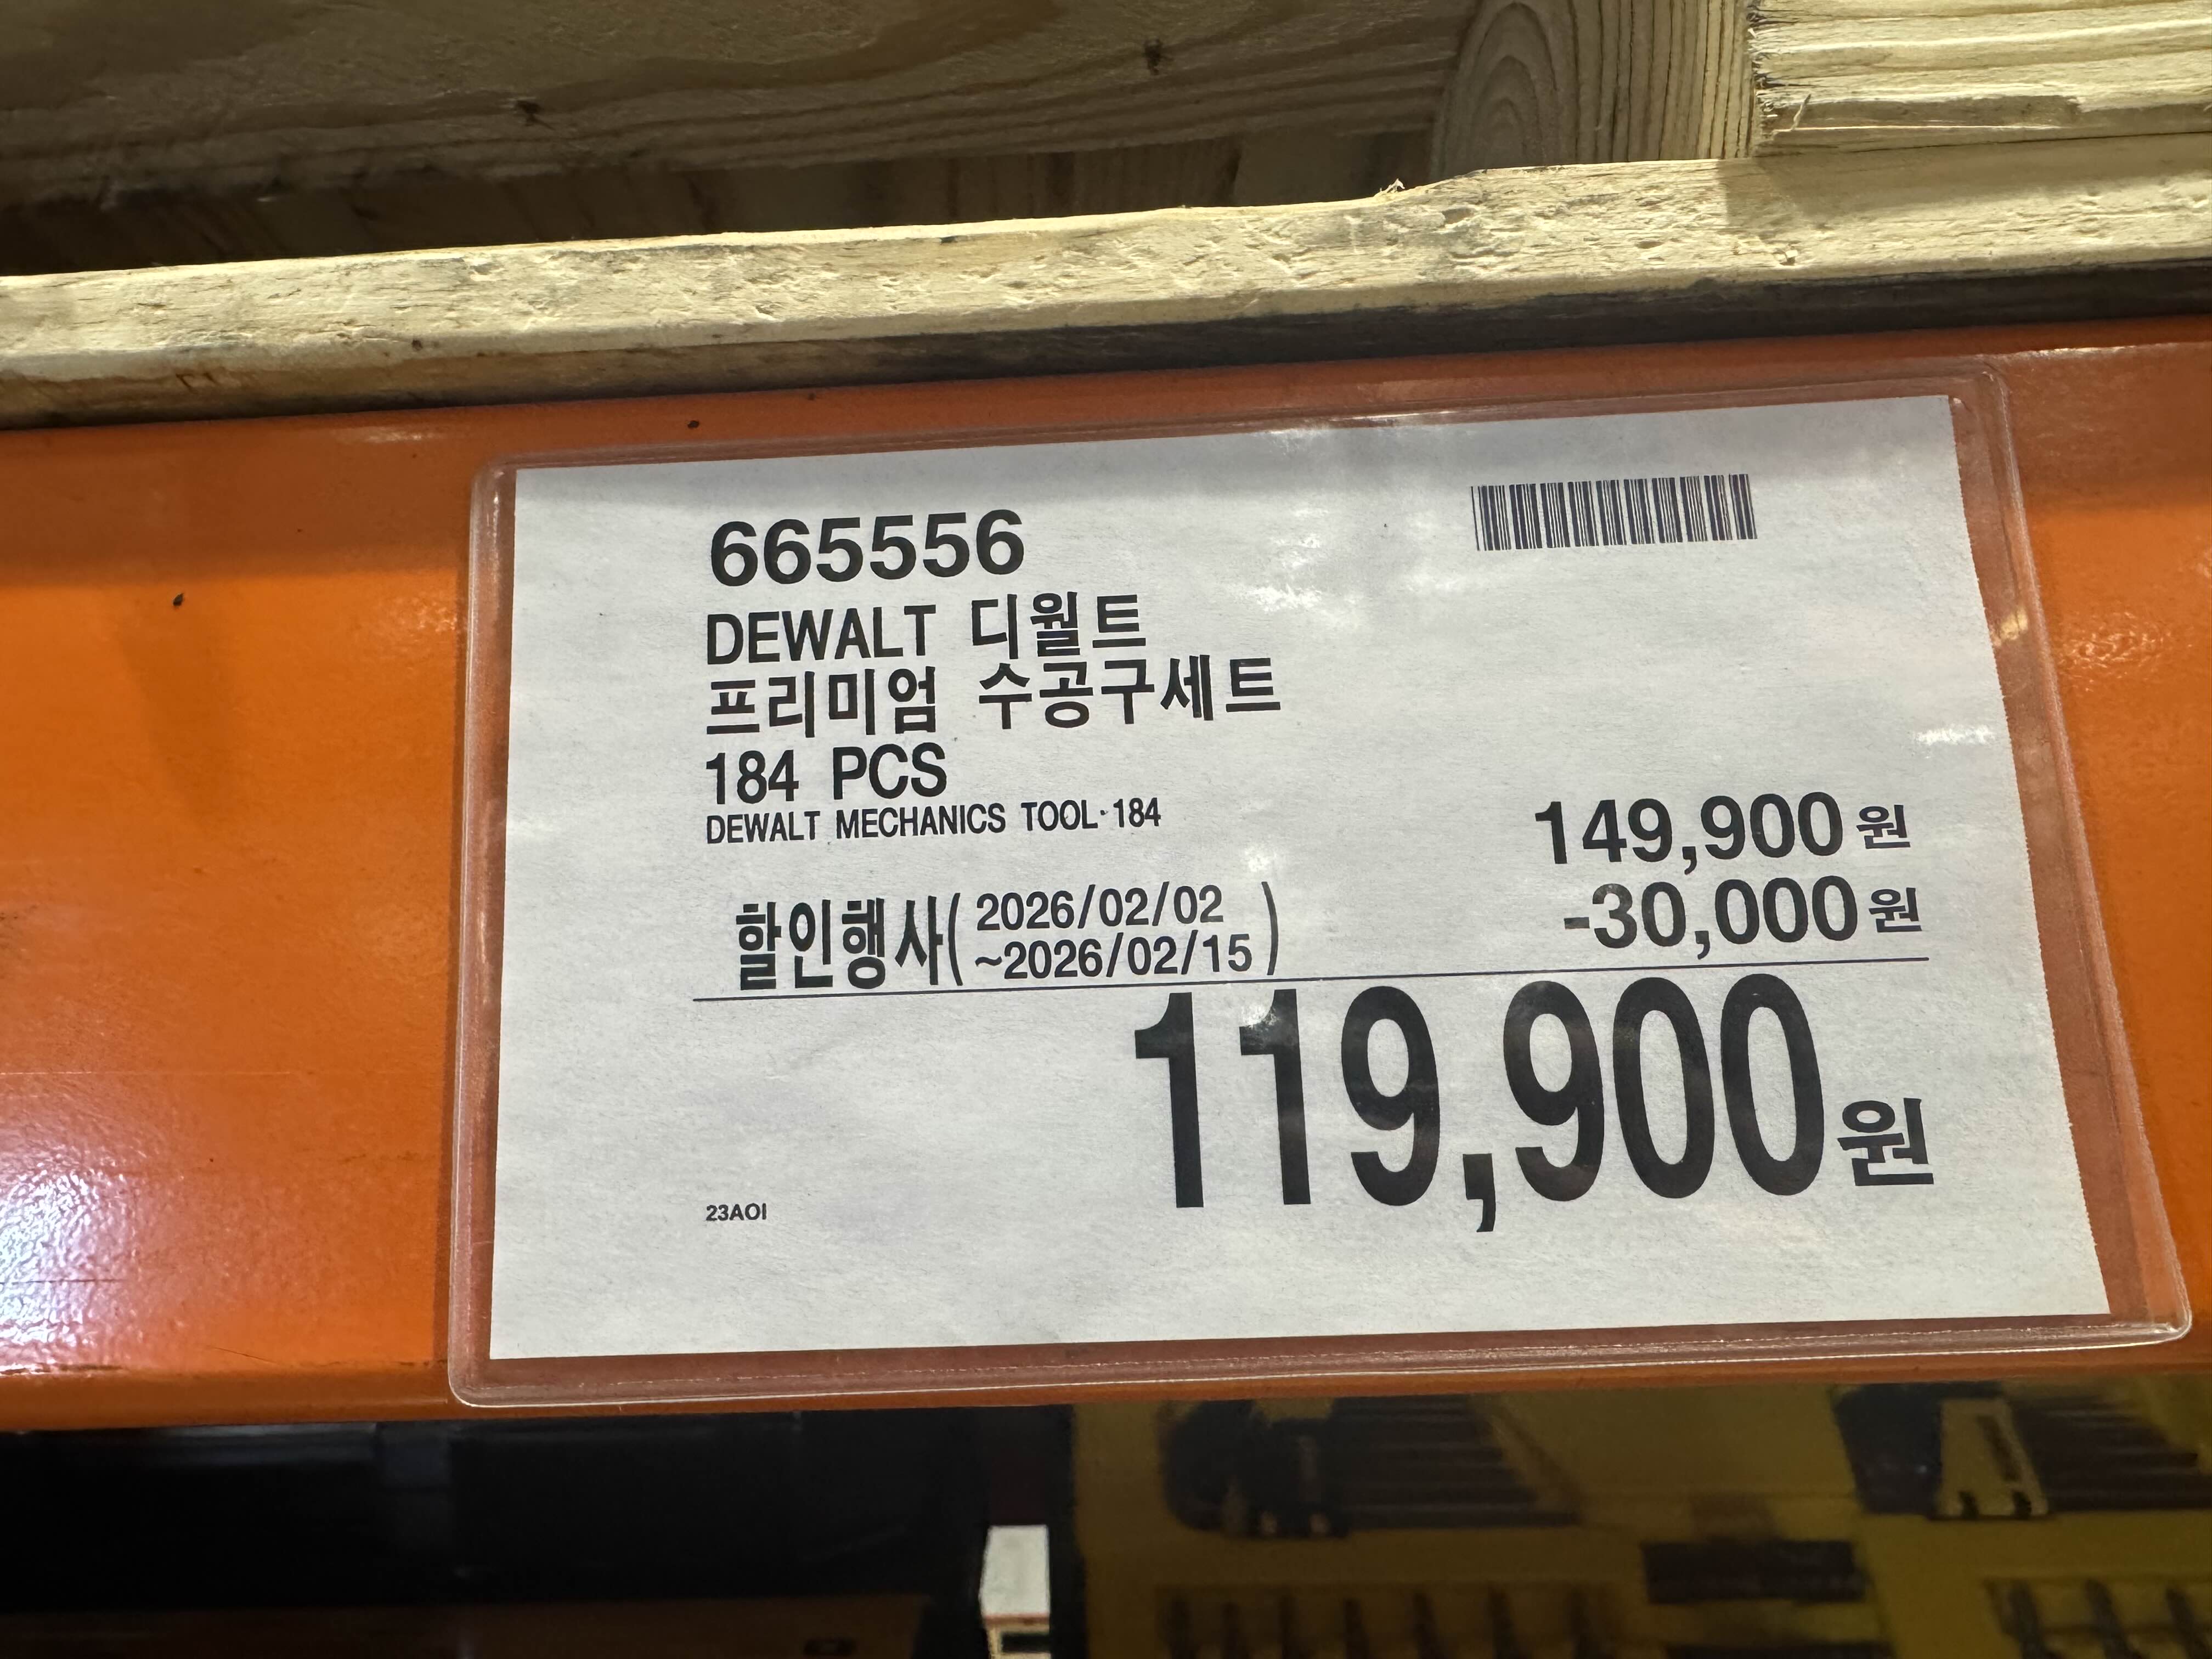 665556
DEWALT 디월트
프리미엄 수공구세트
184 PCS
DEWALT MECHANICS TOOL·184
149,900원
할인행사( 2026/02/02
~2026/02/15 )
-30,000원
119,900원
23AOI